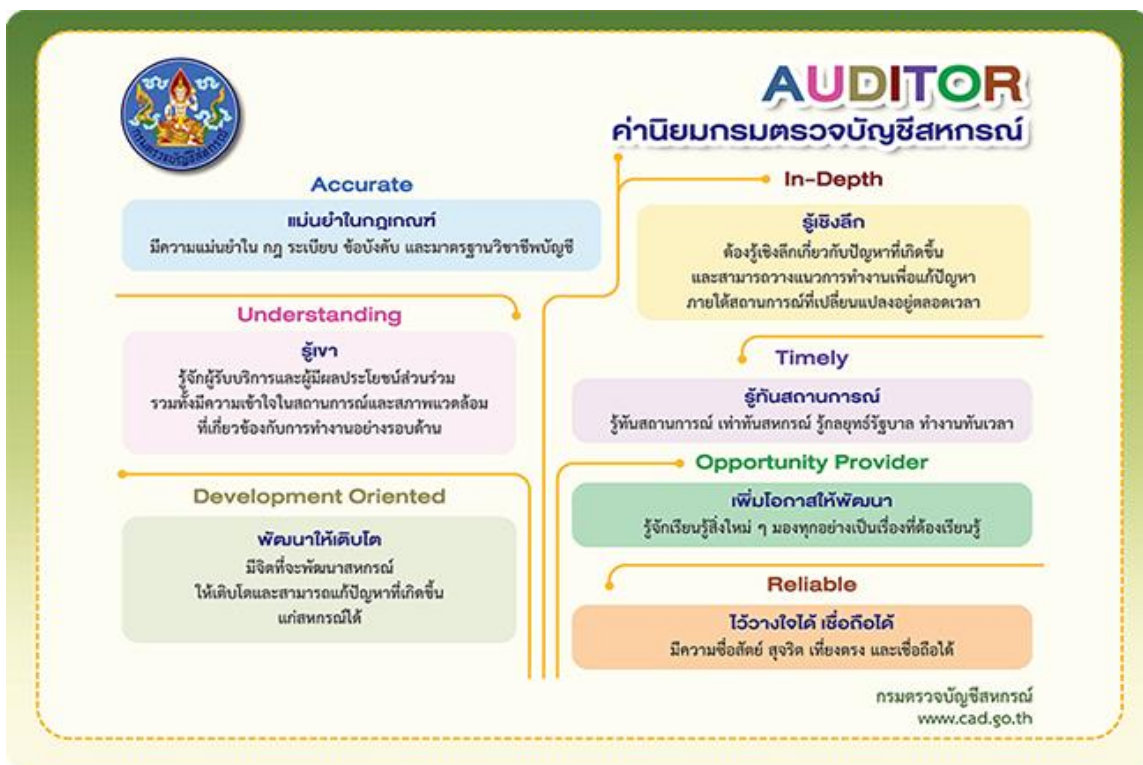 กรมตรวจบัญชีสหกรณ์
AUDITOR
ค่านิยมกรมตรวจบัญชีสหกรณ์
Accurate
แม่นยำในกฎเกณฑ์
มีความแม่นยำใน กฎ ระเบียบ ข้อบังคับ และมาตรฐานวิชาชีพบัญชี
Understanding
รู้เขา
รู้จักผู้รับบริการและผู้มีผลประโยชน์ส่วนร่วม
รวมทั้งมีความเข้าใจในสถานการณ์และสภาพแวดล้อม
ที่เกี่ยวข้องกับการทำงานอย่างรอบด้าน
Development Oriented
พัฒนาให้เติบโต
มีจิตที่จะพัฒนาสหกรณ์
ให้เติบโตและสามารถแก้ปัญหาที่เกิดขึ้น
แก่สหกรณ์ได้
In-Depth
รู้เชิงลึก
ต้องรู้เชิงลึกเกี่ยวกับปัญหาที่เกิดขึ้น
และสามารถวางแนวการทำงานเพื่อแก้ปัญหา
ภายใต้สถานการณ์ที่เปลี่ยนแปลงอยู่ตลอดเวลา
Timely
รู้ทันสถานการณ์
รู้ทันสถานการณ์ เท่าทันสหกรณ์ รู้กลยุทธ์รัฐบาล ทำงานทันเวลา
Opportunity Provider
เพิ่มโอกาสให้พัฒนา
รู้จักเรียนรู้สิ่งใหม่ ๆ มองทุกอย่างเป็นเรื่องที่ต้องเรียนรู้
Reliable
ไว้วางใจได้ เชื่อถือได้
มีความซื่อสัตย์ สุจริต เที่ยงตรง และเชื่อถือได้
กรมตรวจบัญชีสหกรณ์
www.cad.go.th